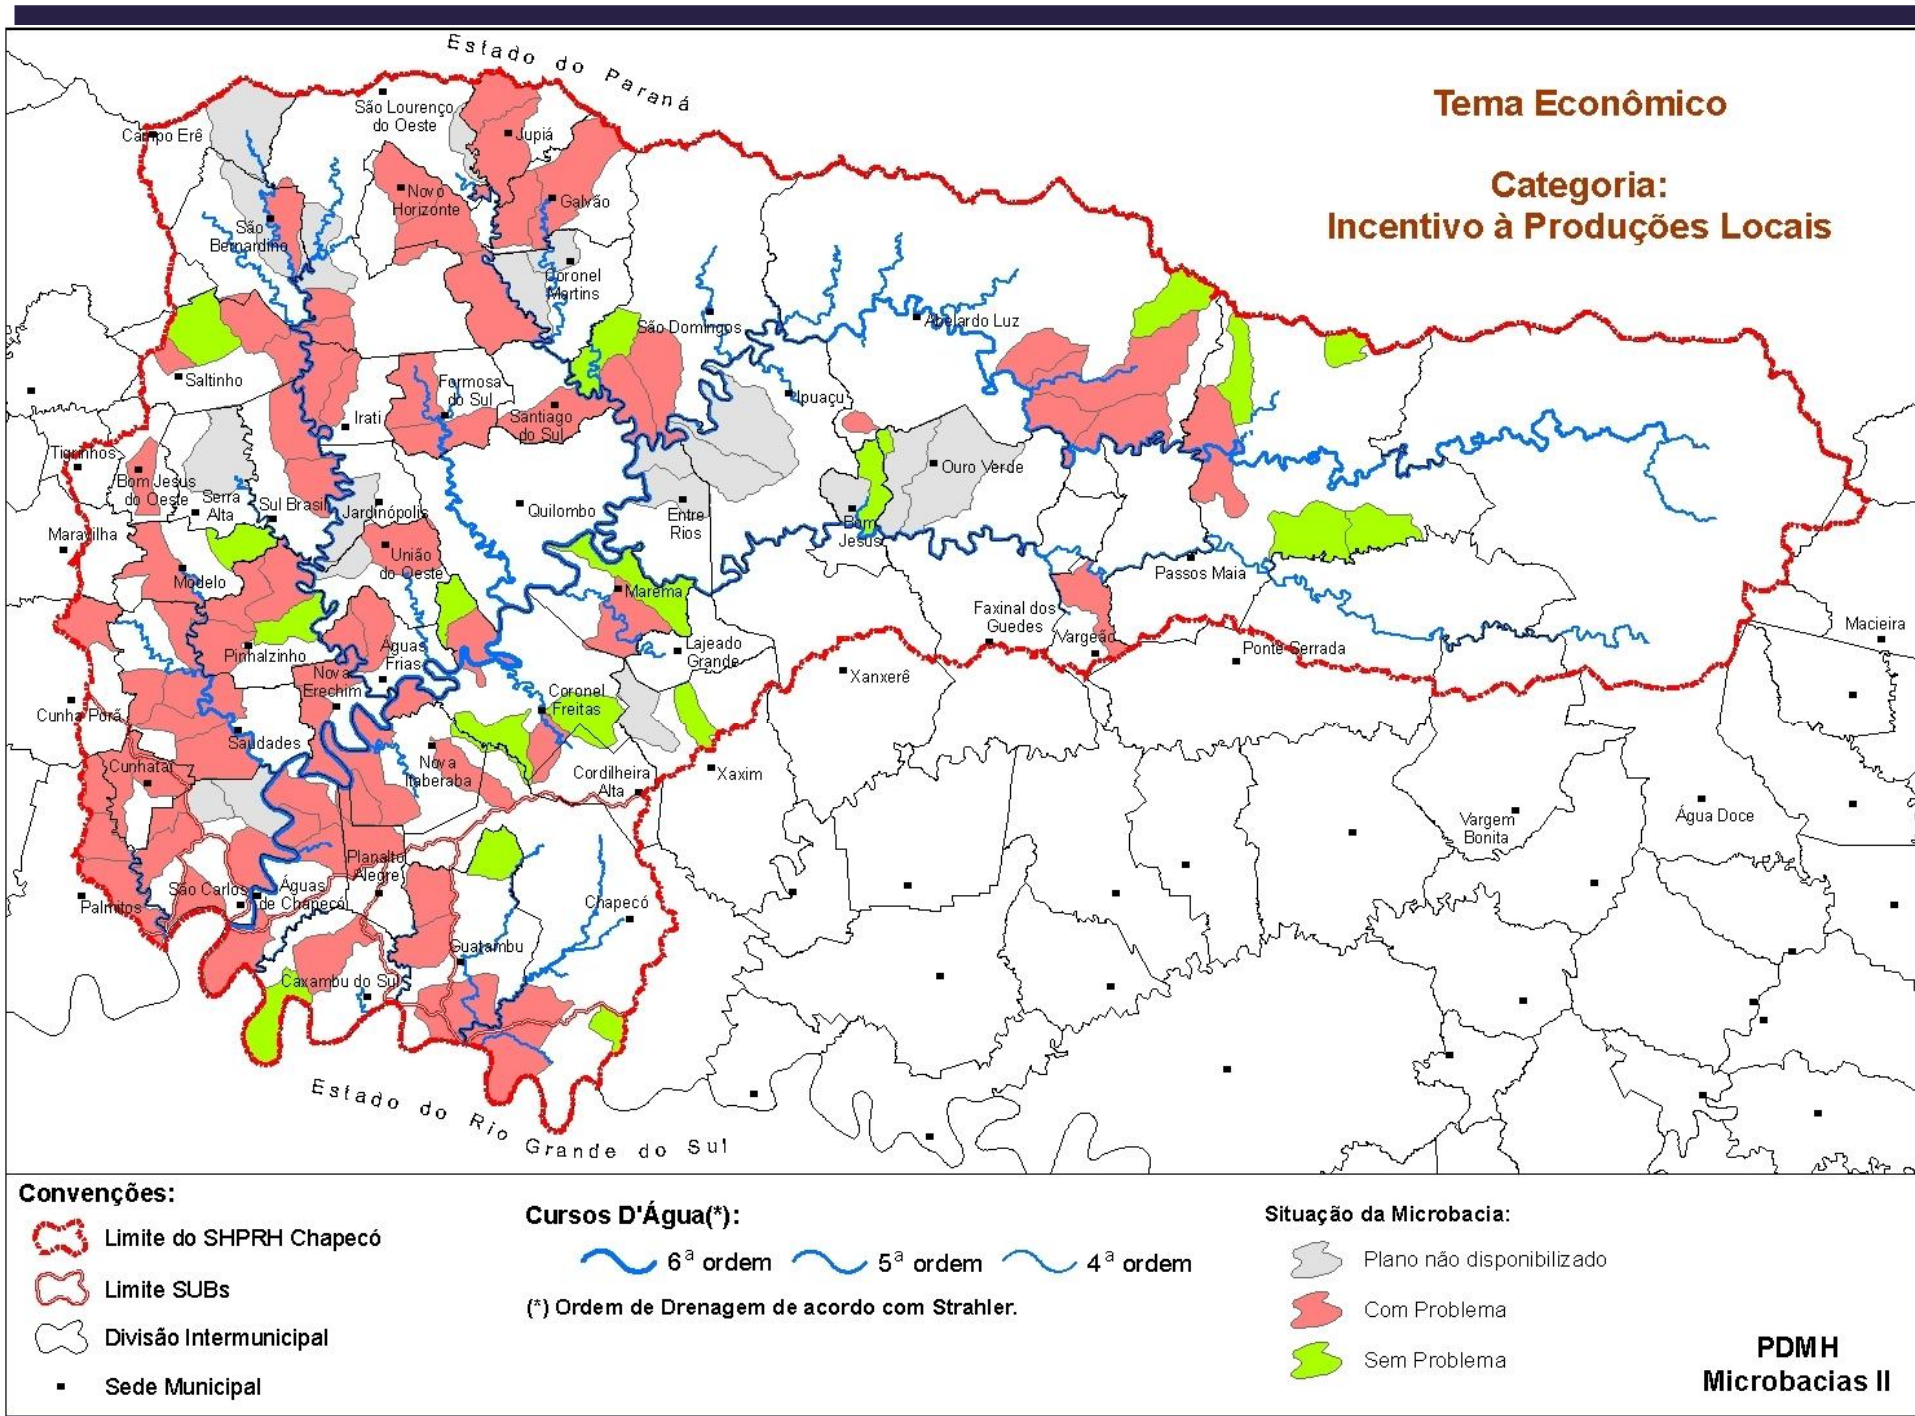 Estado do Paraná
Tema Econômico
Categoria:
Incentivo à Produções Locais
Campo Erê
São Lourenço
do Oeste
Jupiá
Novo
Horizonte
Galvão
São
Bernardino
Coronel
Martins
São Domingos
Abelardo Luz
Saltinho
Formosa
do Sul
Irati
Santiago
do Sul
Ipuaçu
Tigrinhos
Bom Jesus
do Oeste
Serra
Alta
Sul Brasil
Jardinópolis
Quilombo
Entre
Rios
Ouro Verde
Bom
Jesus
Maravilha
Modelo
União
do Oeste
Marema
Passos Maia
Faxinal dos
Guedes
Vargeão
Ponte Serrada
Macieira
Pinhalzinho
Águas
Frias
Lajeado
Grande
Xanxerê
Nova
Erechim
Coronel
Freitas
Cunha Porã
Saudades
Cunhataí
Nova
Itaberaba
Cordilheira
Alta
Xaxim
Vargem
Bonita
Água Doce
Planalto
Alegre
São Carlos
Águas
de Chapecó
Palmitos
Chapecó
Guatambu
Caxambu do Sul
Estado do Rio Grande do Sul
Convenções:
Limite do SHPRH Chapecó
Limite SUBs
Divisão Intermunicipal
Sede Municipal
Cursos D'Água(*):
6ª ordem 5ª ordem 4ª ordem
(*) Ordem de Drenagem de acordo com Strahler.
Situação da Microbacia:
Plano não disponibilizado
Com Problema
Sem Problema
PDMH
Microbacias II